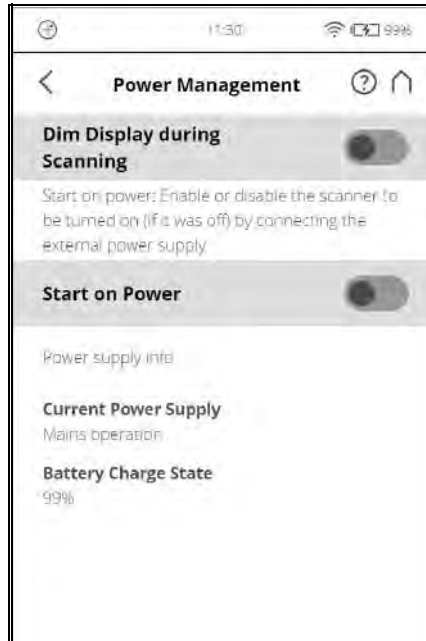 11:30 99%
Power Management
Dim Display during
Scanning
Start on power: Enable or disable the scanner to
be turned on (if it was off) by connecting the
external power supply
Start on Power
Power supply info
Current Power Supply
Mains operation
Battery Charge State
99%